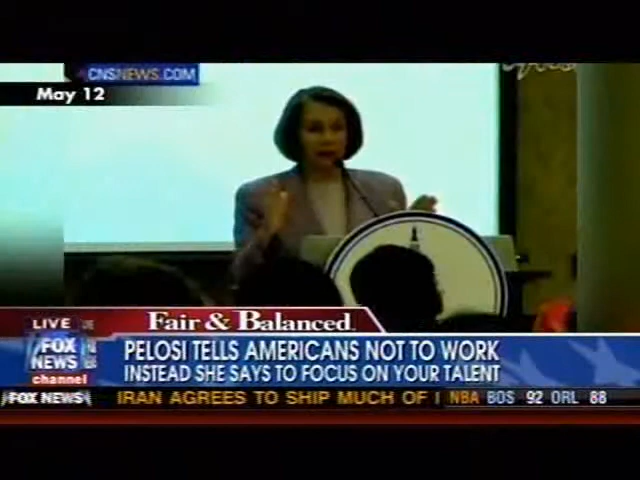 CNSNEWS.COM
May 12
LIVE
Fair & Balanced
FOX
NEWS
channel
PELOSI TELLS AMERICANS NOT TO WORK
INSTEAD SHE SAYS TO FOCUS ON YOUR TALENT
FOX NEWS
IRAN AGREES TO SHIP MUCH OF
NBA BOS 92 ORL 88